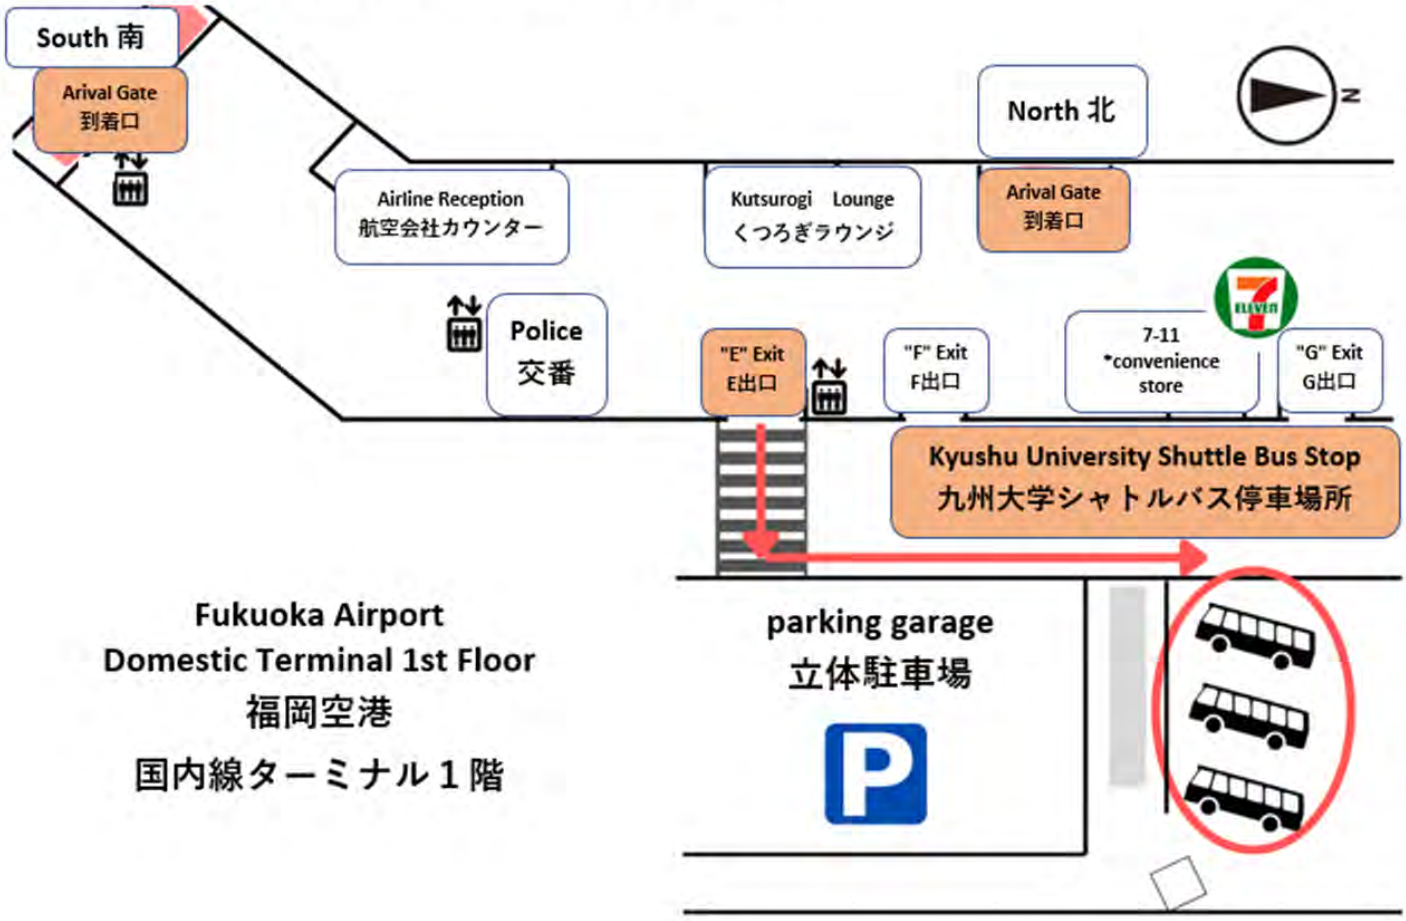 South 南
Arival Gate
到着口
North 北
N
Arival Gate
到着口
Airline Reception
航空会社カウンター
Kutsurogi Lounge
くつろぎラウンジ
Police
交番
"E" Exit
E出口
"F" Exit
F出口
7-11
*convenience
store
7
ELEVEN
"G" Exit
G出口
Kyushu University Shuttle Bus Stop
九州大学シャトルバス停車場所
Fukuoka Airport
Domestic Terminal 1st Floor
福岡空港
国内線ターミナル1階
parking garage
立体駐車場
P